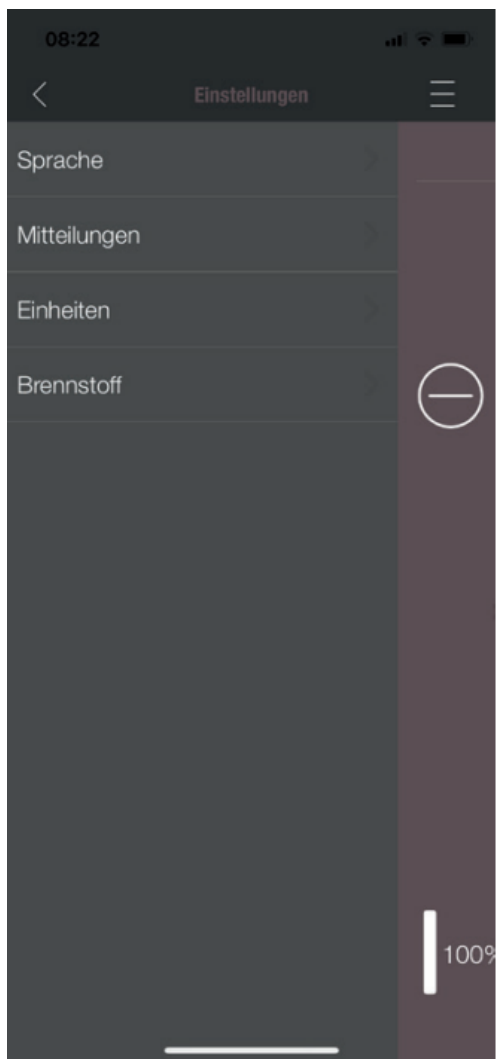 08:22
Einstellungen
Sprache
Mitteilungen
Einheiten
Brennstoff
100%